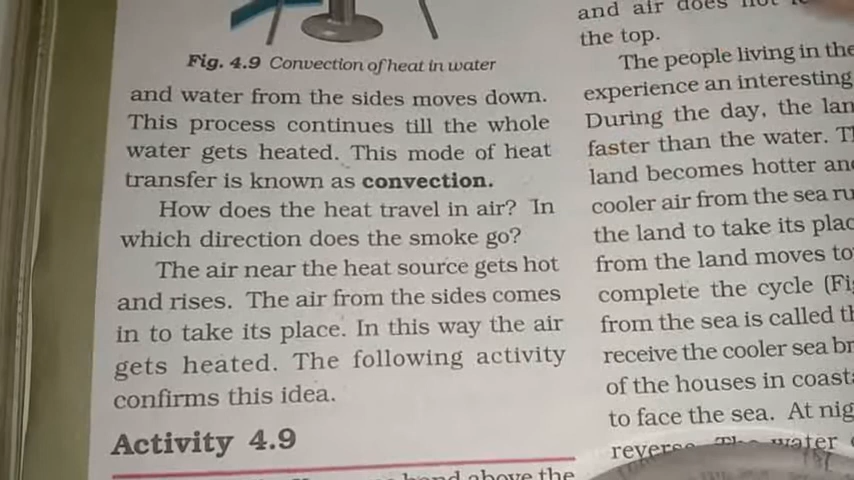 Fig. 4.9 Convection of heat in water
and water from the sides moves down.
This process continues till the whole
water gets heated. This mode of heat
transfer is known as convection.
How does the heat travel in air? In
which direction does the smoke go?
The air near the heat source gets hot
and rises. The air from the sides comes
in to take its place. In this way the air
gets heated. The following activity
confirms this idea.
Activity 4.9
hand above the
and air does
the top.
The people living in the
experience an interesting
During the day, the
faster than the water.
land becomes hotter
cooler air from the sea
the land to take its
from the land moves
complete the cycle
from the sea is called
receive the cooler sea
of the houses in
to face the sea. At
water